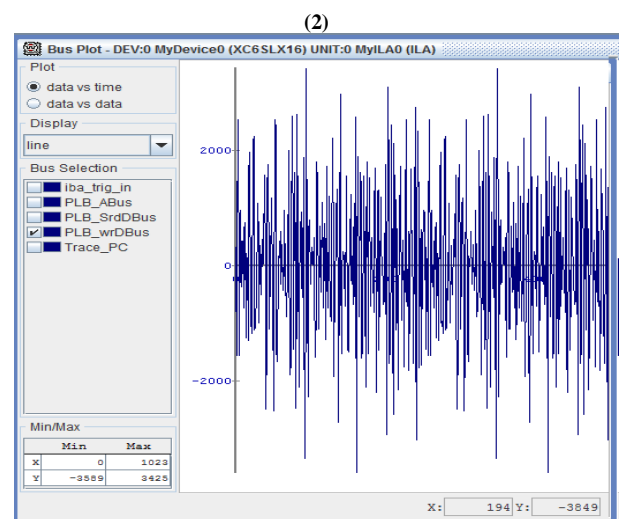 (2)
Bus Plot - DEV:0 MyDevice0 (XC6SLX16) UNIT:0 MyILA0 (ILA)
Plot
data vs time
data vs data
Display
line
Bus Selection
iba_trig_in
PLB_ABus
PLB_SrdDBus
PLB_wrDBus
Trace_PC
2000
0
-2000
Min/Max
Min Max
X 0 1023
Y -3589 3425
X: 194 Y: -3849